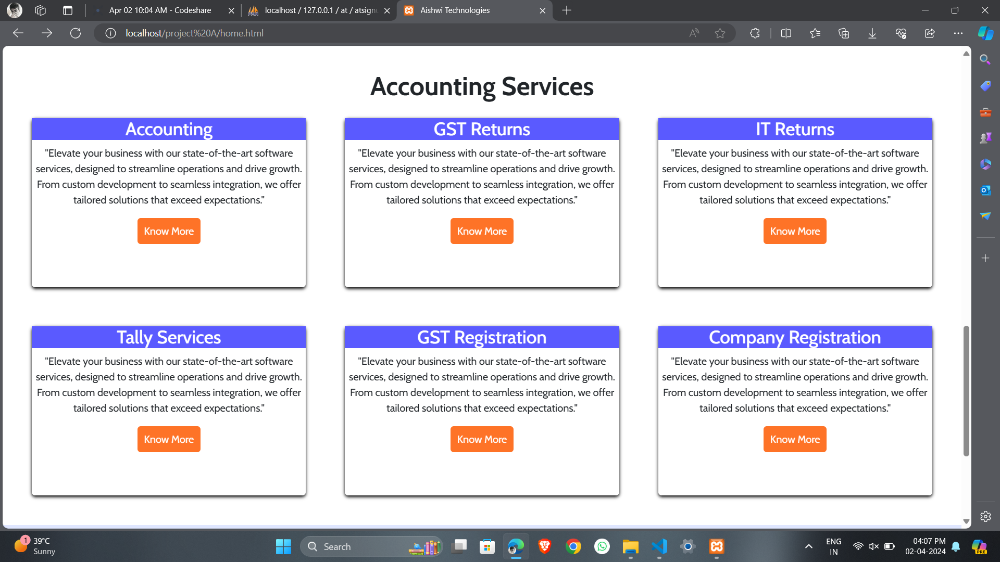 Apr 02 10:04 AM - Codeshare
localhost / 127.0.0.1 / at / atsignu
Aishwi Technologies
localhost/project%20A/home.html
Accounting Services
Accounting
"Elevate your business with our state-of-the-art software
services, designed to streamline operations and drive growth.
From custom development to seamless integration, we offer
tailored solutions that exceed expectations."
Know More
GST Returns
"Elevate your business with our state-of-the-art software
services, designed to streamline operations and drive growth.
From custom development to seamless integration, we offer
tailored solutions that exceed expectations."
Know More
IT Returns
"Elevate your business with our state-of-the-art software
services, designed to streamline operations and drive growth.
From custom development to seamless integration, we offer
tailored solutions that exceed expectations."
Know More
Tally Services
"Elevate your business with our state-of-the-art software
services, designed to streamline operations and drive growth.
From custom development to seamless integration, we offer
tailored solutions that exceed expectations."
Know More
GST Registration
"Elevate your business with our state-of-the-art software
services, designed to streamline operations and drive growth.
From custom development to seamless integration, we offer
tailored solutions that exceed expectations."
Know More
Company Registration
"Elevate your business with our state-of-the-art software
services, designed to streamline operations and drive growth.
From custom development to seamless integration, we offer
tailored solutions that exceed expectations."
Know More
1
39°C
Sunny
Search
ENG
IN
04:07 PM
02-04-2024
PRE